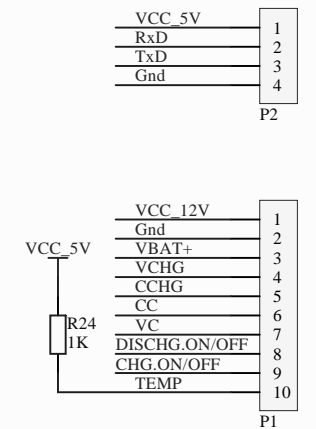 VCC_5V 1
RxD 2
TxD 3
Gnd 4
P2
VCC_12V 1
Gnd 2
VBAT+ 3
VCHG 4
CCHG 5
CC 6
VC 7
DISCHG.ON/OFF 8
CHG.ON/OFF 9
TEMP 10
P1
VCC_5V
R24
1K